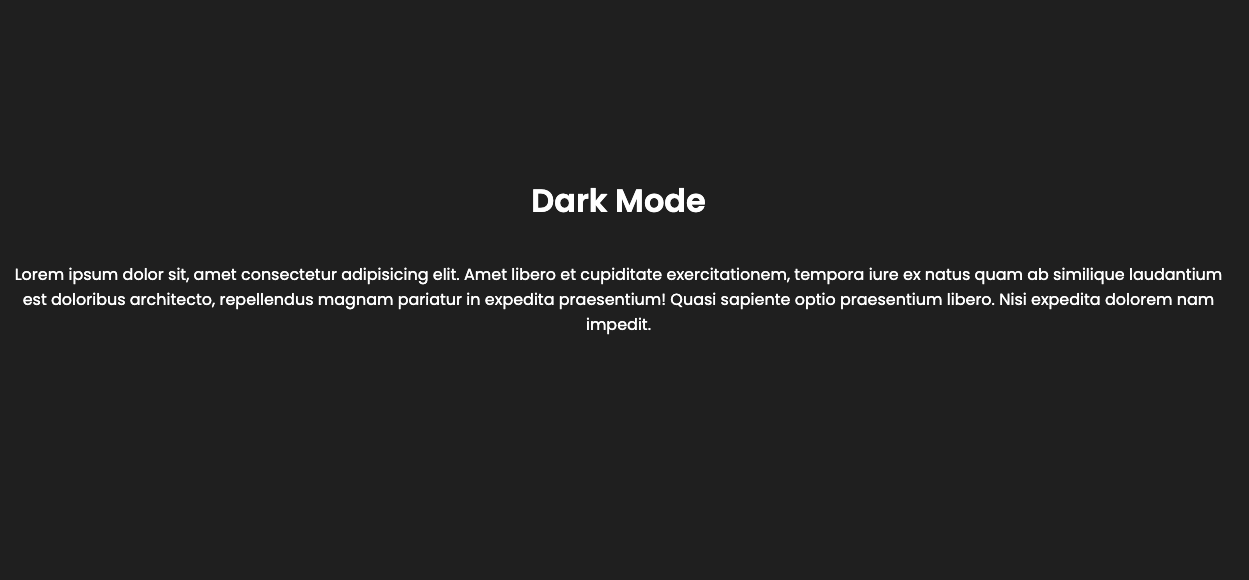 Dark Mode
Lorem ipsum dolor sit, amet consectetur adipisicing elit. Amet libero et cupiditate exercitationem, tempora iure ex natus quam ab similique laudantium
est doloribus architecto, repellendus magnam pariatur in expedita praesentium! Quasi sapiente optio praesentium libero. Nisi expedita dolorem nam
impedit.